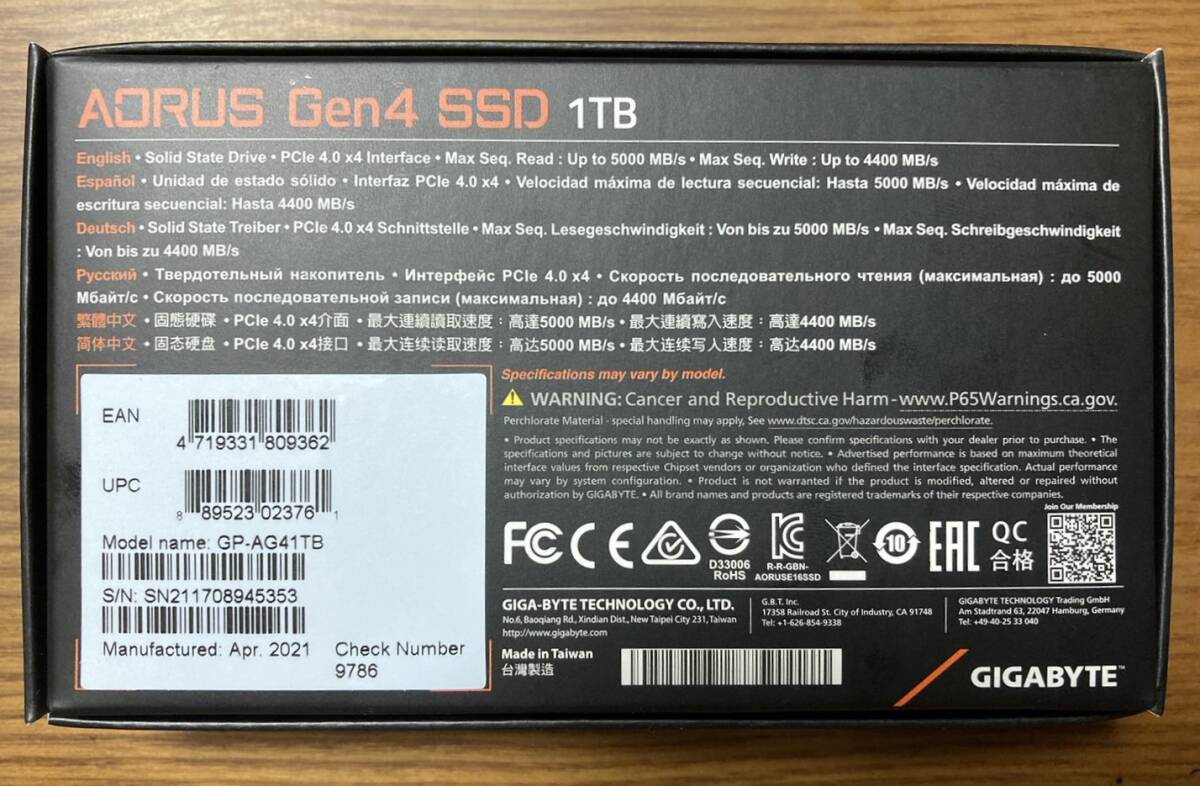 AORUS Gen4 SSD 1TB
English • Solid State Drive • PCIe 4.0 x4 Interface • Max Seq. Read : Up to 5000 MB/s • Max Seq. Write : Up to 4400 MB/s
Español • Unidad de estado sólido • Interfaz PCIe 4.0 x4 • Velocidad máxima de lectura secuencial: Hasta 5000 MB/s • Velocidad máxima de
escritura secuencial: Hasta 4400 MB/s
Deutsch • Solid State Treiber • PCIe 4.0 x4 Schnittstelle • Max Seq. Lesegeschwindigkeit : Von bis zu 5000 MB/s • Max Seq. Schreibgeschwindigkeit
: Von bis zu 4400 MB/s
Русский • Твердотельный накопитель • Интерфейс PCIe 4.0 x4 • Скорость последовательного чтения (максимальная) : до 5000
Мбайт/с • Скорость последовательной записи (максимальная) : до 4400 Мбайт/с
繁體中文 • 固態硬碟 • PCIe 4.0 x4介面 • 最大連續讀取速度：高達5000 MB/s • 最大連續寫入速度：高達4400 MB/s
简体中文 • 固态硬盘 • PCIe 4.0 x4接口 • 最大连续读取速度：高达5000 MB/s • 最大连续写入速度：高达4400 MB/s
EAN
4 719331 809362
UPC
8 89523 02376 1
Model name: GP-AG41TB
S/N: SN211708945353
Manufactured: Apr. 2021 Check Number
9786
Specifications may vary by model.
WARNING: Cancer and Reproductive Harm - www.P65Warnings.ca.gov.
Perchlorate Material - special handling may apply, See www.dtsc.ca.gov/hazardouswaste/perchlorate.
• Product specifications may not be exactly as shown. Please confirm specifications with your dealer prior to purchase. • The
specifications and pictures are subject to change without notice. • Advertised performance is based on maximum theoretical
interface values from respective Chipset vendors or organization who defined the interface specification. Actual performance
may vary by system configuration. • Product is not warranted if the product is modified, altered or repaired without
authorization by GIGABYTE. • All brand names and products are registered trademarks of their respective companies.
Join Our Membership
FCC CE D33006 RoHS R-R-GBN-AORUSE16SSD 10 EAC QC 合格
GIGA-BYTE TECHNOLOGY CO., LTD.
No.6, Baoqiang Rd., Xindian Dist., New Taipei City 231, Taiwan
http://www.gigabyte.com
G.B.T. Inc.
17358 Railroad St. City of Industry, CA 91748
Tel: +1-626-854-9338
GIGABYTE TECHNOLOGY Trading GmbH
Am Stadtrand 63, 22047 Hamburg, Germany
Tel: +49-40-25 33 040
Made in Taiwan
台灣製造
GIGABYTE™